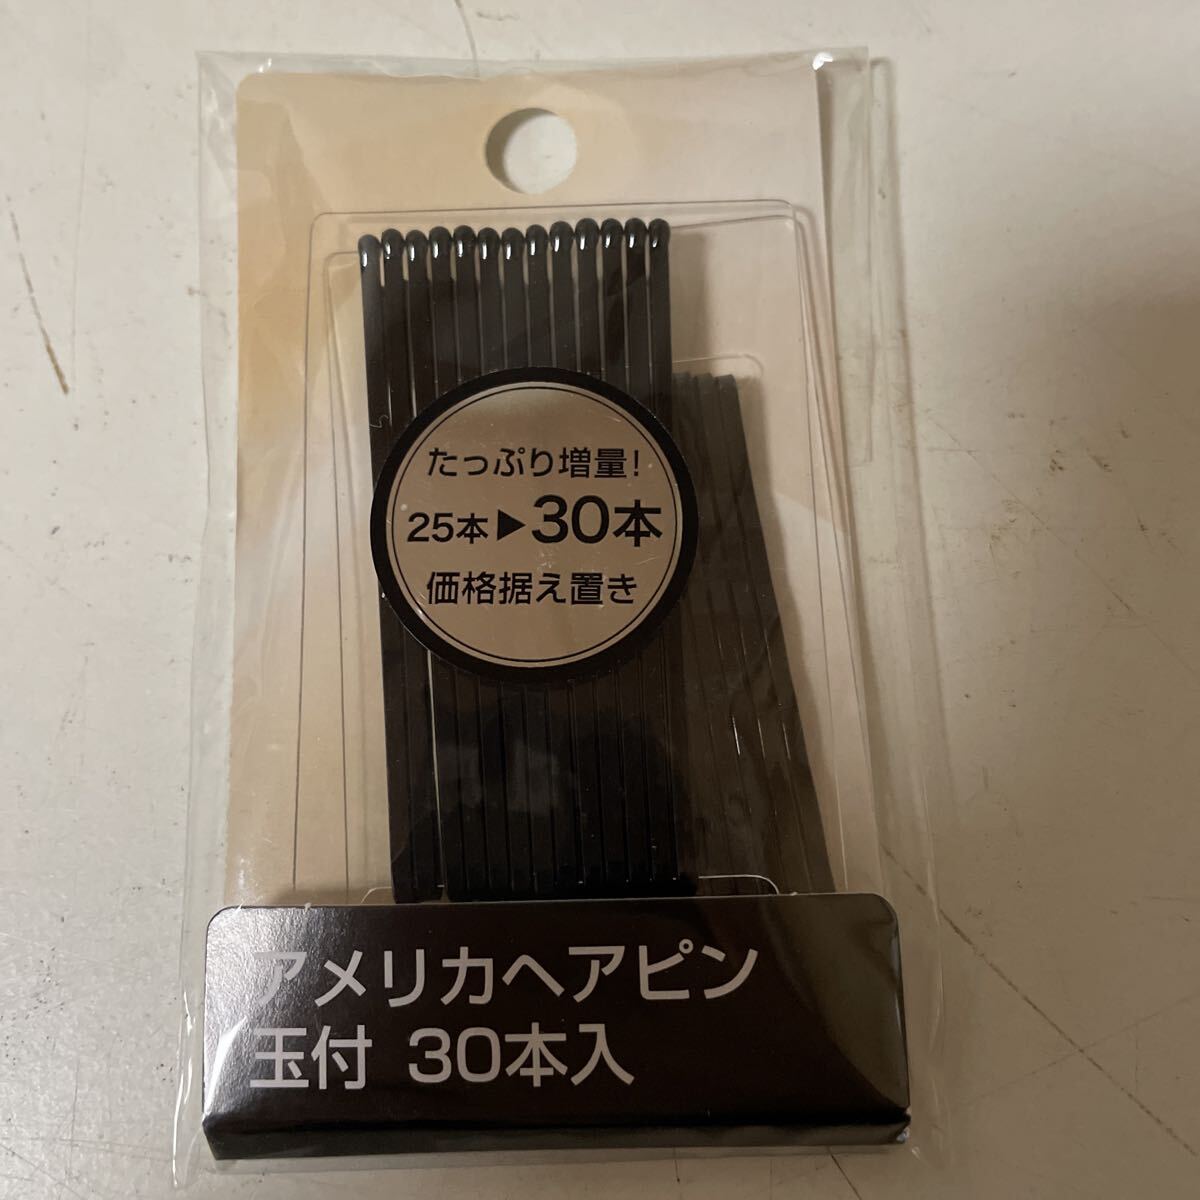 たっぷり増量!
25本▶30本
価格据え置き
アメリカヘアピン
玉付 30本入